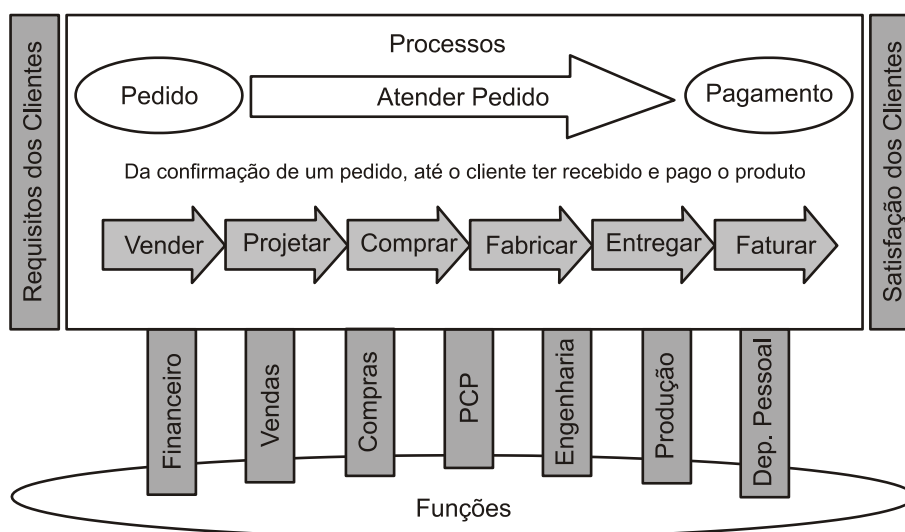 Requisitos dos Clientes
Processos
Pedido
Atender Pedido
Pagamento
Da confirmação de um pedido, até o cliente ter recebido e pago o produto
Vender
Projetar
Comprar
Fabricar
Entregar
Faturar
Satisfação dos Clientes
Financeiro
Vendas
Compras
PCP
Engenharia
Produção
Dep. Pessoal
Funções